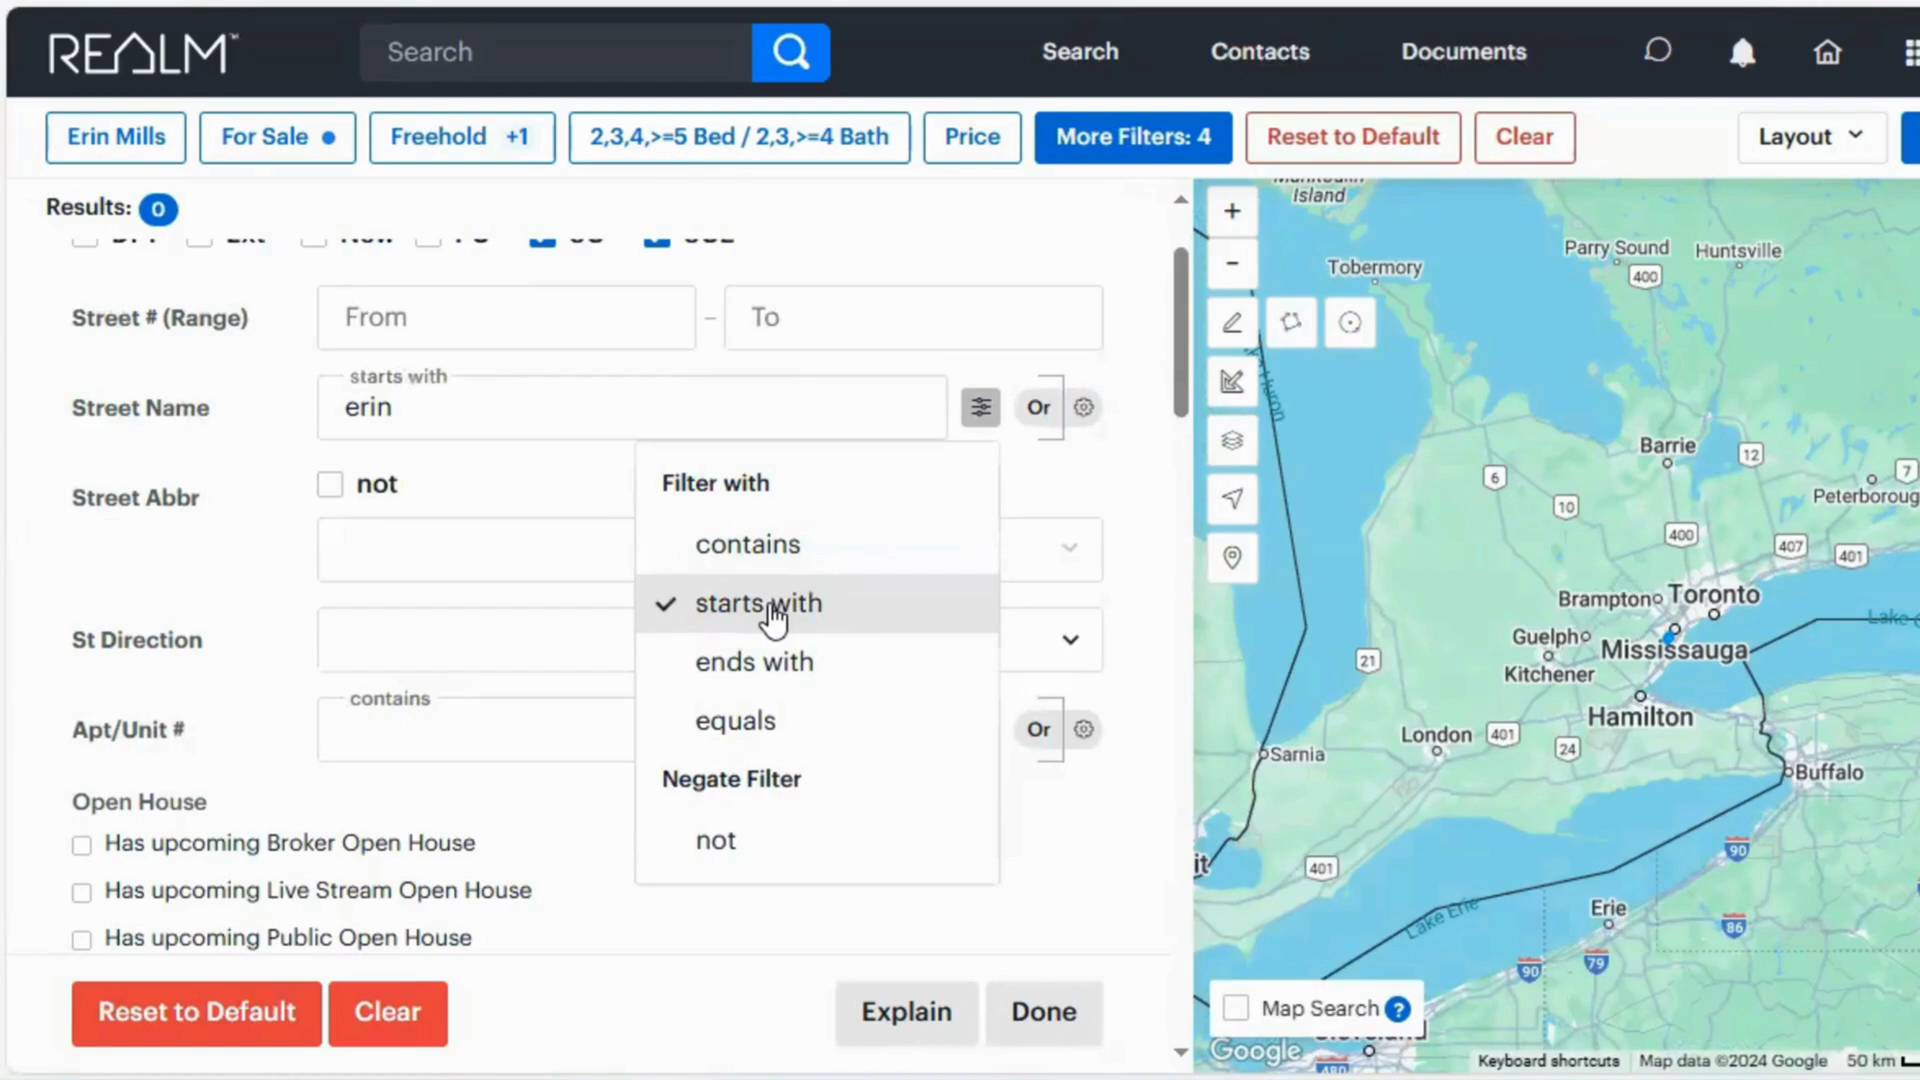 REALM
Search
Search
Contacts
Documents
Erin Mills
For Sale
Freehold +1
2,3,4,>=5 Bed / 2,3,>=4 Bath
Price
More Filters: 4
Reset to Default
Clear
Layout
Results: 0
Street # (Range)
From
–
To
Street Name
starts with
erin
Or
Street Abbr
not
Filter with
contains
starts with
ends with
equals
Negate Filter
not
St Direction
Apt/Unit #
contains
Or
Open House
Has upcoming Broker Open House
Has upcoming Live Stream Open House
Has upcoming Public Open House
Reset to Default
Clear
Explain
Done
+
−
Island
Parry Sound
Huntsville
400
Tobermory
Barrie
12
7
6
10
Peterboroug
400
407
401
Brampton
Toronto
Guelph
Mississauga
Kitchener
21
Hamilton
London
401
24
Sarnia
Buffalo
401
90
Lake Erie
Erie
86
79
90
Map Search ?
Google
Keyboard shortcuts
Map data ©2024 Google
50 km